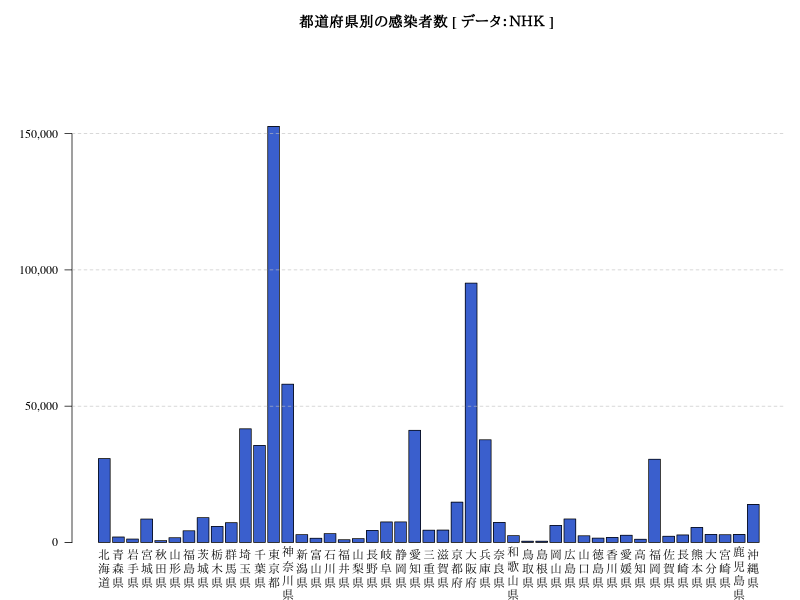 都道府県別の感染者数 [ データ：NHK ]
150,000
100,000
50,000
0
北海道
青森県
岩手県
宮城県
秋田県
山形県
福島県
茨城県
栃木県
群馬県
埼玉県
千葉県
東京都
神奈川県
新潟県
富山県
石川県
福井県
山梨県
長野県
岐阜県
静岡県
愛知県
三重県
滋賀県
京都府
大阪府
兵庫県
奈良県
和歌山県
鳥取県
島根県
岡山県
広島県
山口県
徳島県
香川県
愛媛県
高知県
福岡県
佐賀県
長崎県
熊本県
大分県
宮崎県
鹿児島県
沖縄県